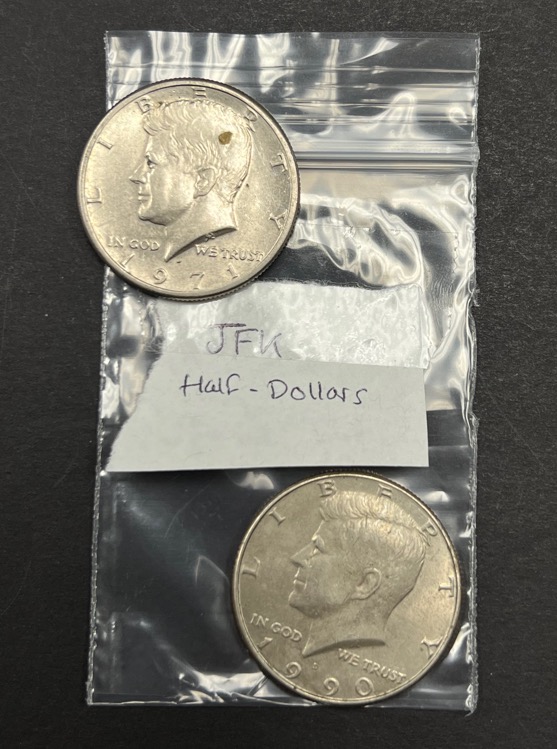 LIBERTY
IN GOD WE TRUST
1971
JFK
Half - Dollars
LIBERTY
IN GOD WE TRUST
1990